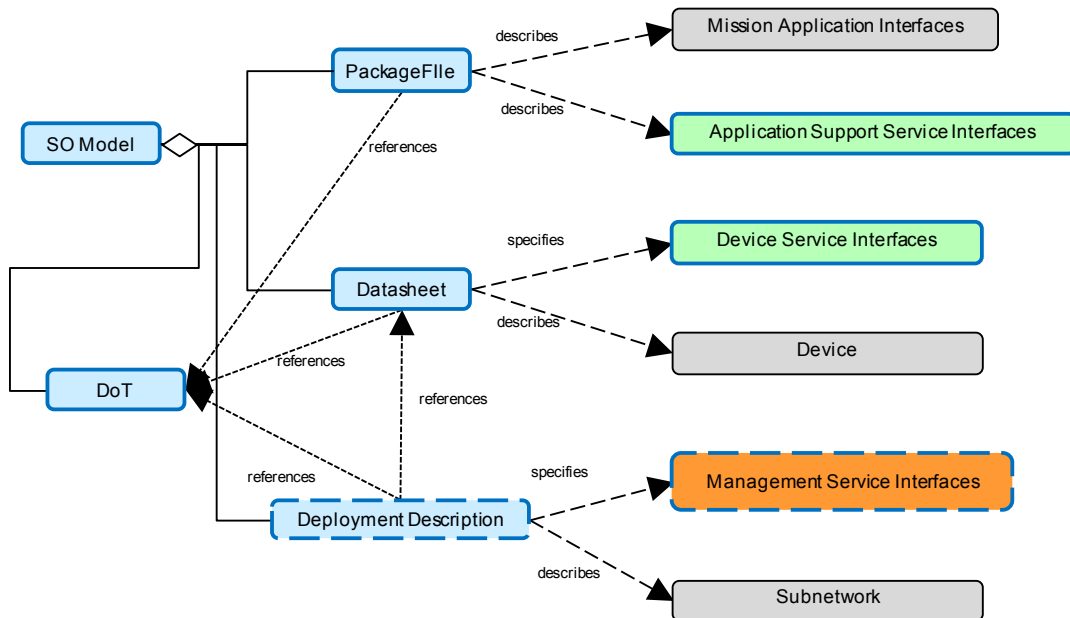 describes
Mission Application Interfaces
PackageFIle
describes
Application Support Service Interfaces
SO Model
references
specifies
Device Service Interfaces
Datasheet
describes
Device
references
DoT
references
specifies
Management Service Interfaces
references
Deployment Description
describes
Subnetwork